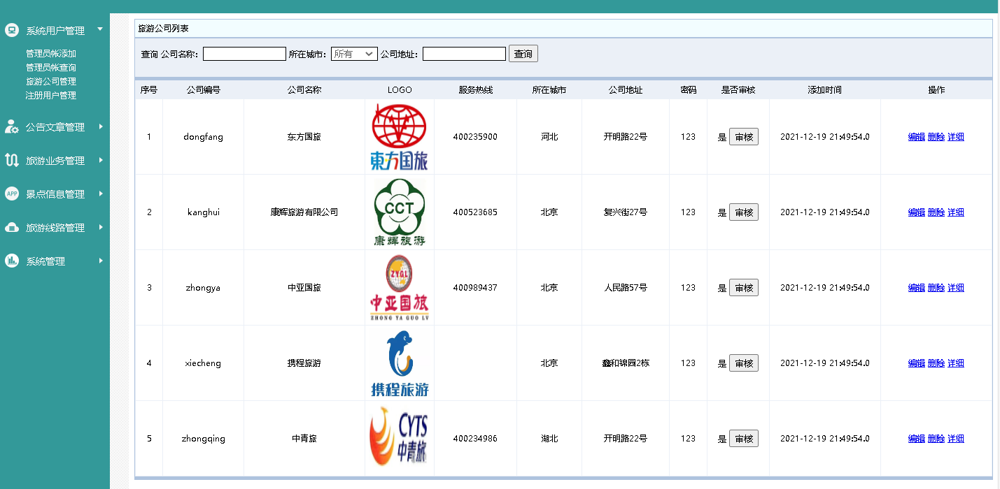 系统用户管理
管理员帐添加
管理员帐查询
旅游公司管理
注册用户管理
公告文章管理
旅游业务管理
APP 景点信息管理
旅游线路管理
系统管理
旅游公司列表
查询 公司名称： 所在城市： 所有 公司地址： 查询
序号 公司编号 公司名称 LOGO 服务热线 所在城市 公司地址 密码 是否审核 添加时间 操作
1 dongfang 东方国旅 東方国旅 400235900 河北 开明路22号 123 是 审核 2021-12-19 21:49:54.0 编辑 删除 详细
2 kanghui 康辉旅游有限公司 CCT 康辉旅游 400523685 北京 复兴街27号 123 是 审核 2021-12-19 21:49:54.0 编辑 删除 详细
3 zhongya 中亚国旅 ZYGL 中亚国旅 ZHONG YA GUO LV 400989437 北京 人民路57号 123 是 审核 2021-12-19 21:49:54.0 编辑 删除 详细
4 xiecheng 携程旅游 携程旅游 北京 鑫和锦园2栋 123 是 审核 2021-12-19 21:49:54.0 编辑 删除 详细
5 zhongqing 中青旅 CYTS 中青旅 400234986 湖北 开明路22号 123 是 审核 2021-12-19 21:49:54.0 编辑 删除 详细